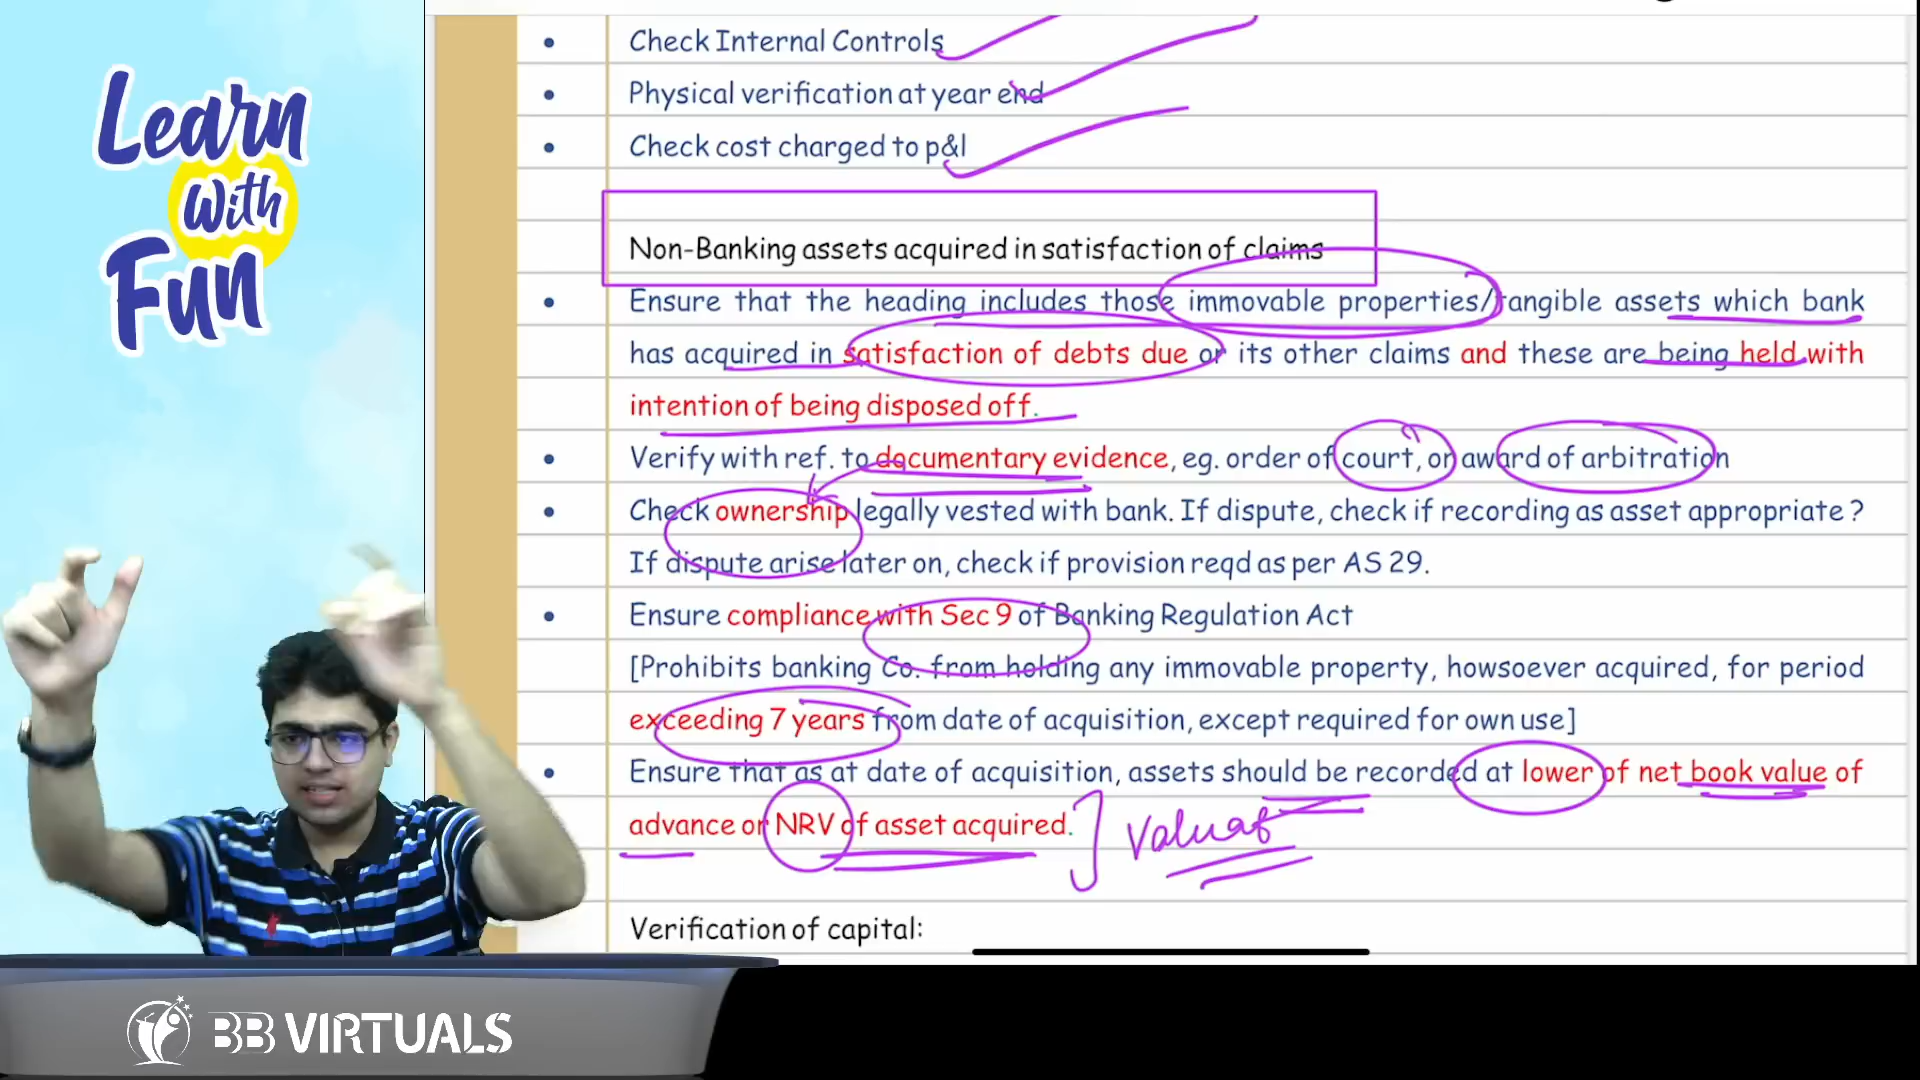 Learn
with
Fun
• Check Internal Controls
• Physical verification at year end
• Check cost charged to p&l
Non-Banking assets acquired in satisfaction of claims
• Ensure that the heading includes those immovable properties/tangible assets which bank
has acquired in satisfaction of debts due or its other claims and these are being held with
intention of being disposed off.
• Verify with ref. to documentary evidence, eg. order of court, or award of arbitration
• Check ownership legally vested with bank. If dispute, check if recording as asset appropriate ?
If dispute arise later on, check if provision reqd as per AS 29.
• Ensure compliance with Sec 9 of Banking Regulation Act
[Prohibits banking Co. from holding any immovable property, howsoever acquired, for period
exceeding 7 years from date of acquisition, except required for own use]
• Ensure that as at date of acquisition, assets should be recorded at lower of net book value of
advance or NRV of asset acquired.
Verification of capital:
BB VIRTUALS